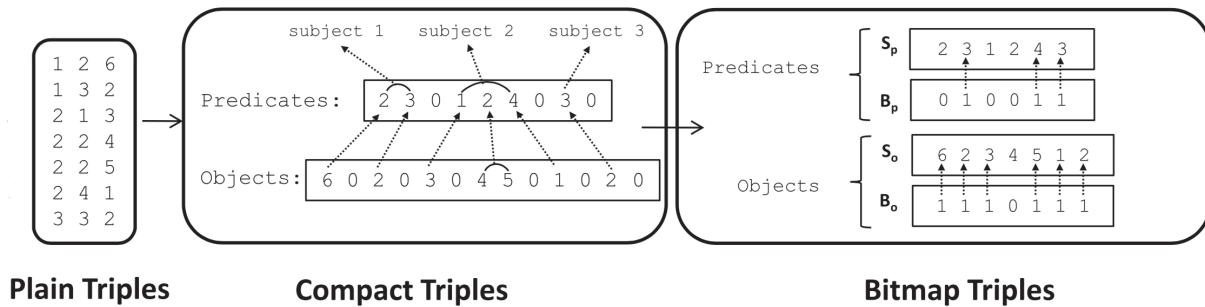 1 2 6
1 3 2
2 1 3
2 2 4
2 2 5
2 4 1
3 3 2
Plain Triples
subject 1 subject 2 subject 3
Predicates: 2 3 0 1 2 4 0 3 0
Objects: 6 0 2 0 3 0 4 5 0 1 0 2 0
Compact Triples
Predicates
Sp 2 3 1 2 4 3
Bp 0 1 0 0 1 1
Objects
So 6 2 3 4 5 1 2
Bo 1 1 1 0 1 1 1
Bitmap Triples